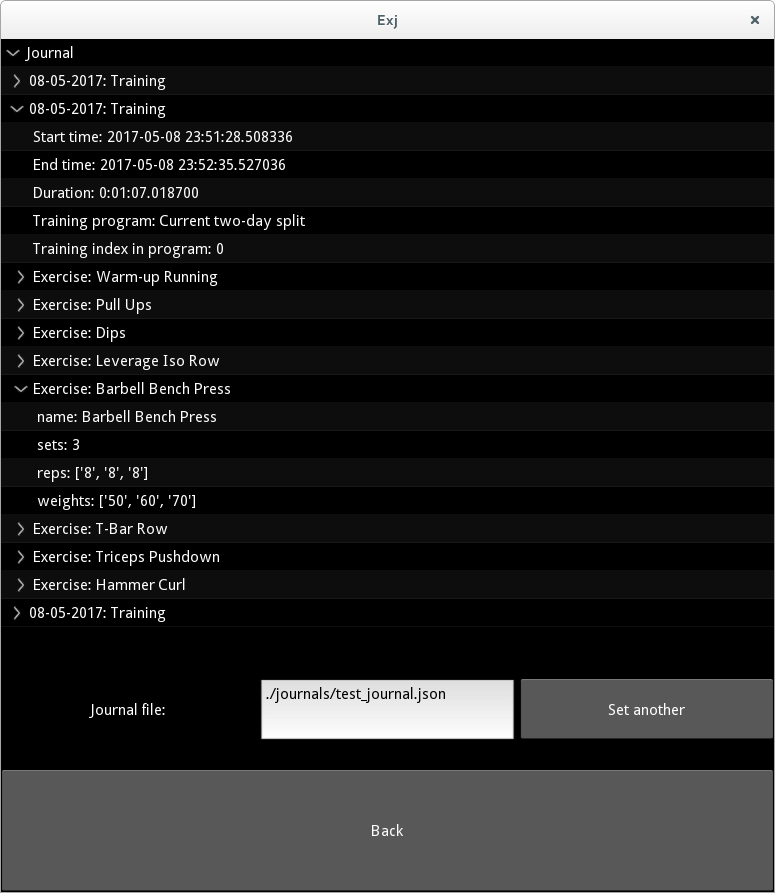 Exj
Journal
08-05-2017: Training
08-05-2017: Training
Start time: 2017-05-08 23:51:28.508336
End time: 2017-05-08 23:52:35.527036
Duration: 0:01:07.018700
Training program: Current two-day split
Training index in program: 0
Exercise: Warm-up Running
Exercise: Pull Ups
Exercise: Dips
Exercise: Leverage Iso Row
Exercise: Barbell Bench Press
name: Barbell Bench Press
sets: 3
reps: ['8', '8', '8']
weights: ['50', '60', '70']
Exercise: T-Bar Row
Exercise: Triceps Pushdown
Exercise: Hammer Curl
08-05-2017: Training
Journal file: ./journals/test_journal.json Set another
Back